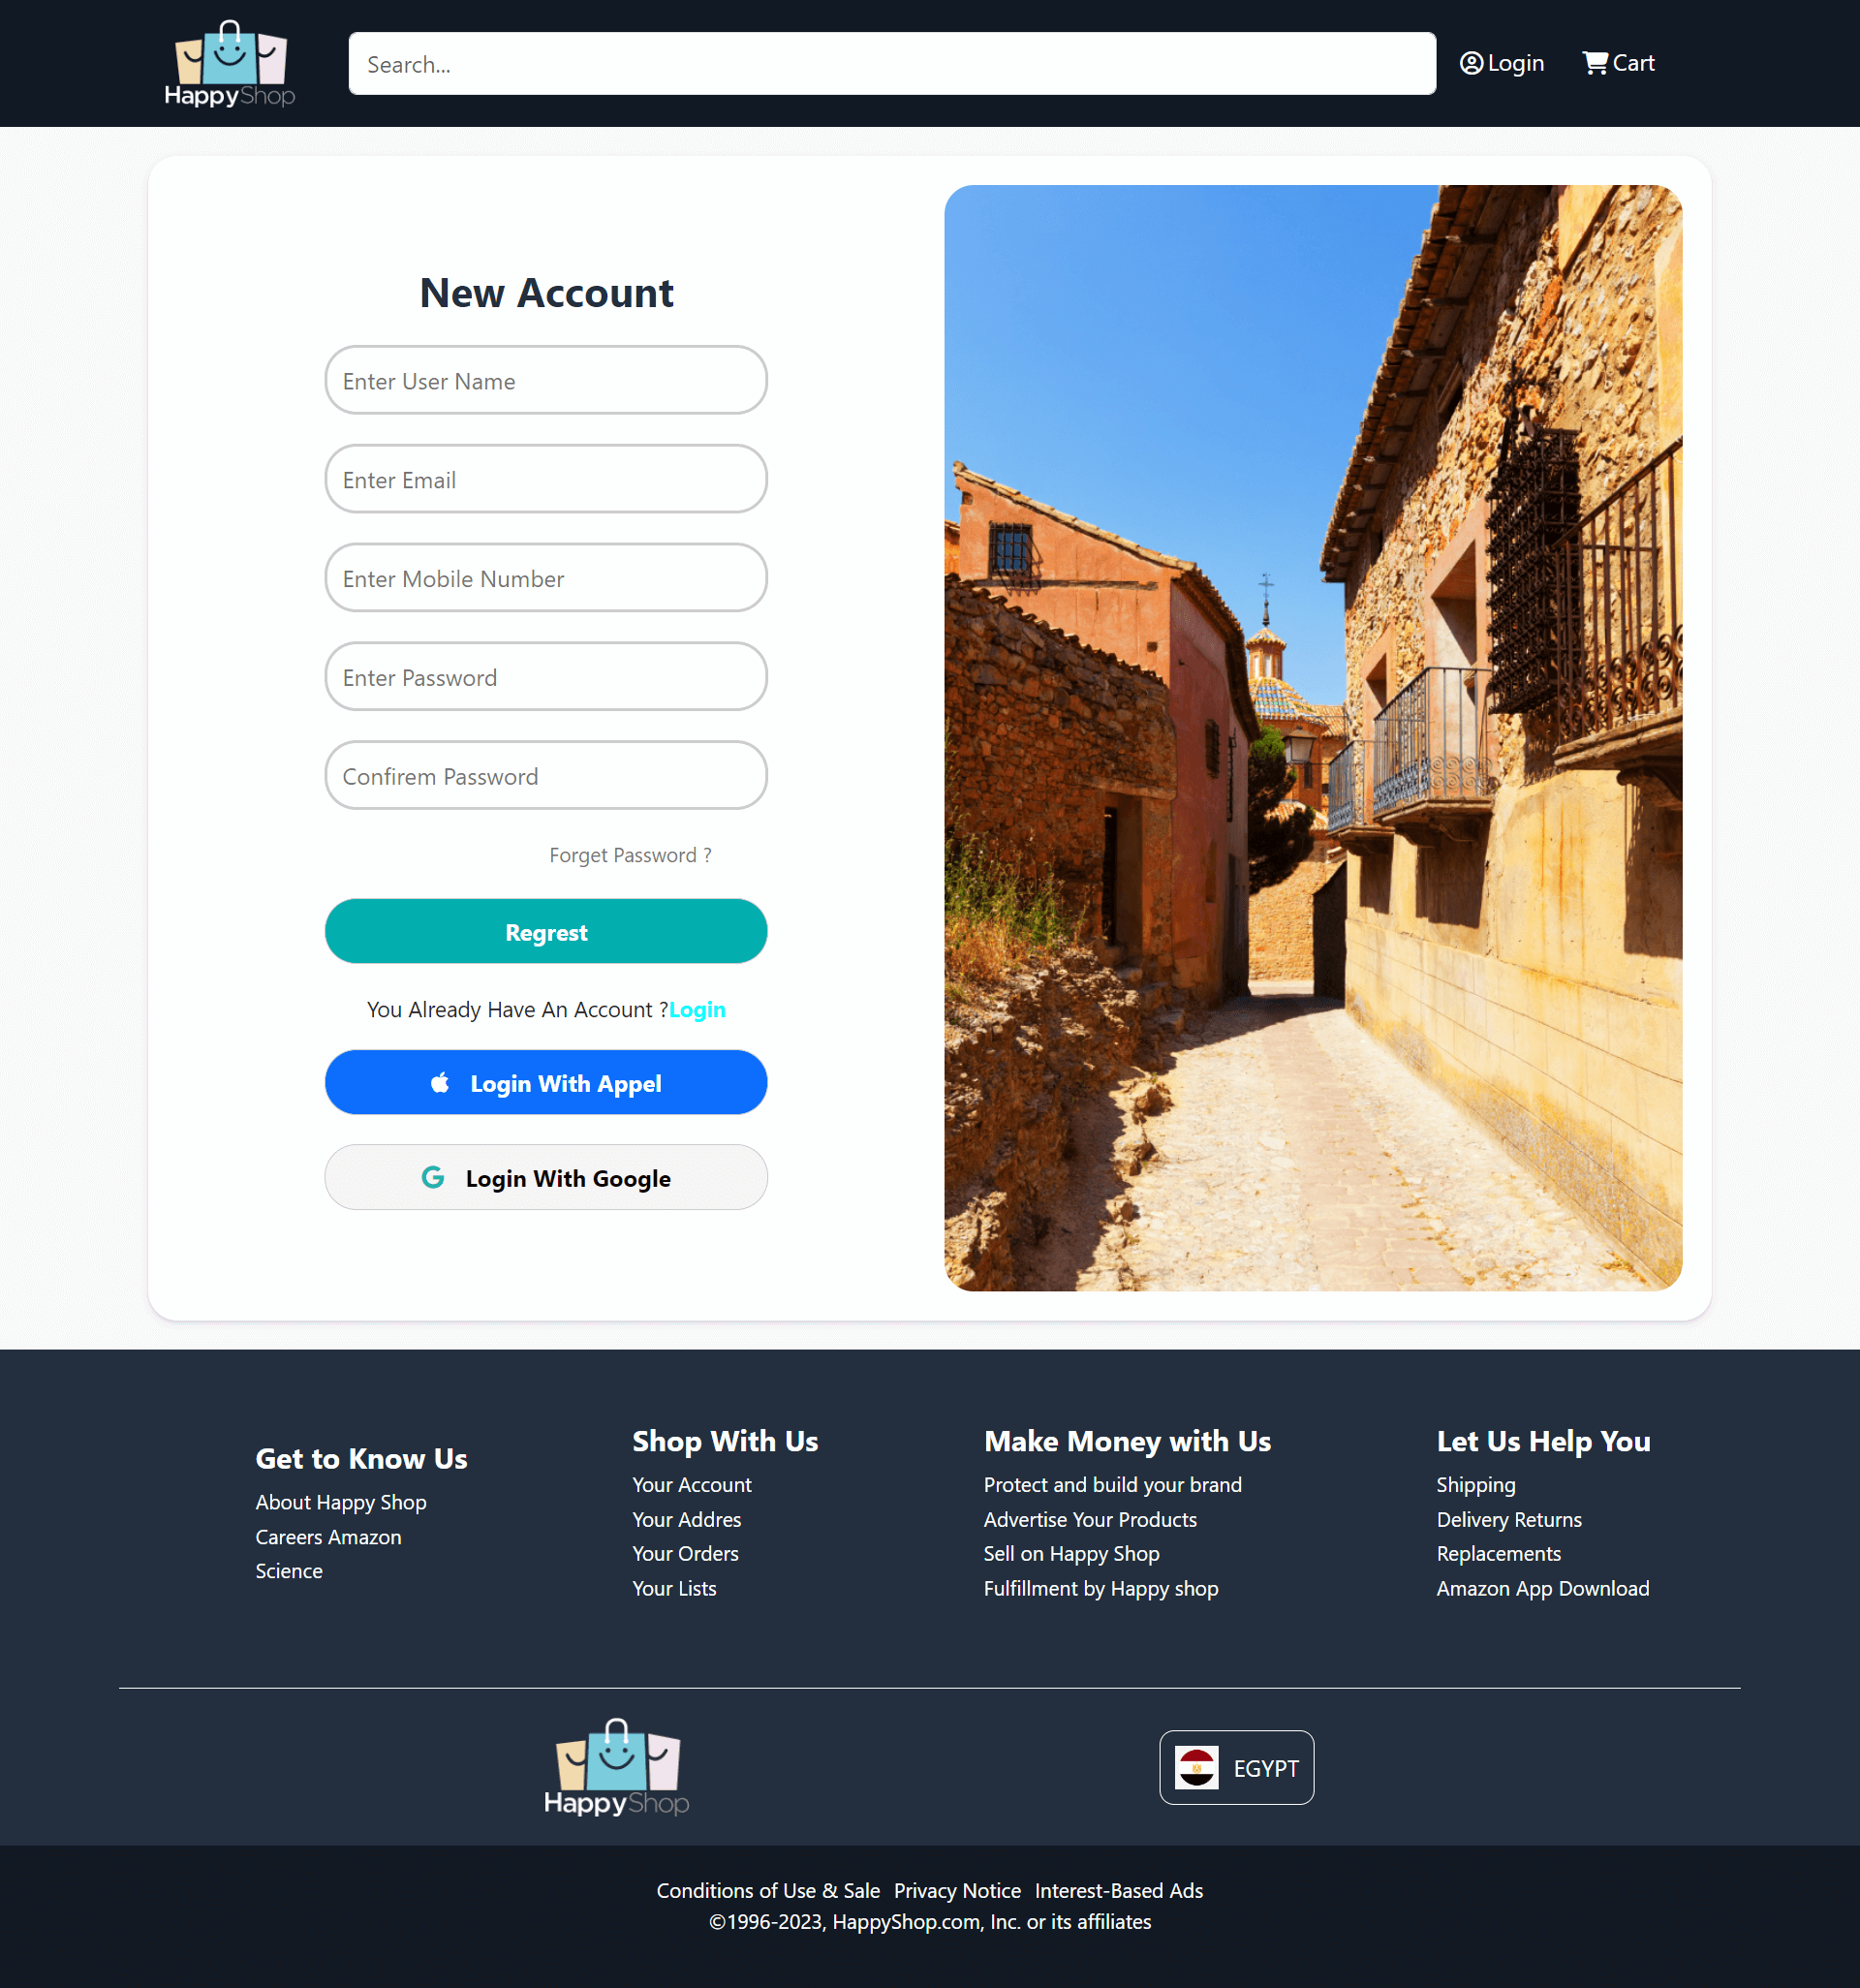 HappyShop
Search...
Login
Cart
New Account
Enter User Name
Enter Email
Enter Mobile Number
Enter Password
Confirem Password
Forget Password ?
Regrest
You Already Have An Account ?Login
Login With Appel
Login With Google
Get to Know Us
About Happy Shop
Careers Amazon
Science
Shop With Us
Your Account
Your Addres
Your Orders
Your Lists
Make Money with Us
Protect and build your brand
Advertise Your Products
Sell on Happy Shop
Fulfillment by Happy shop
Let Us Help You
Shipping
Delivery Returns
Replacements
Amazon App Download
HappyShop
EGYPT
Conditions of Use & Sale Privacy Notice Interest-Based Ads
©1996-2023, HappyShop.com, Inc. or its affiliates